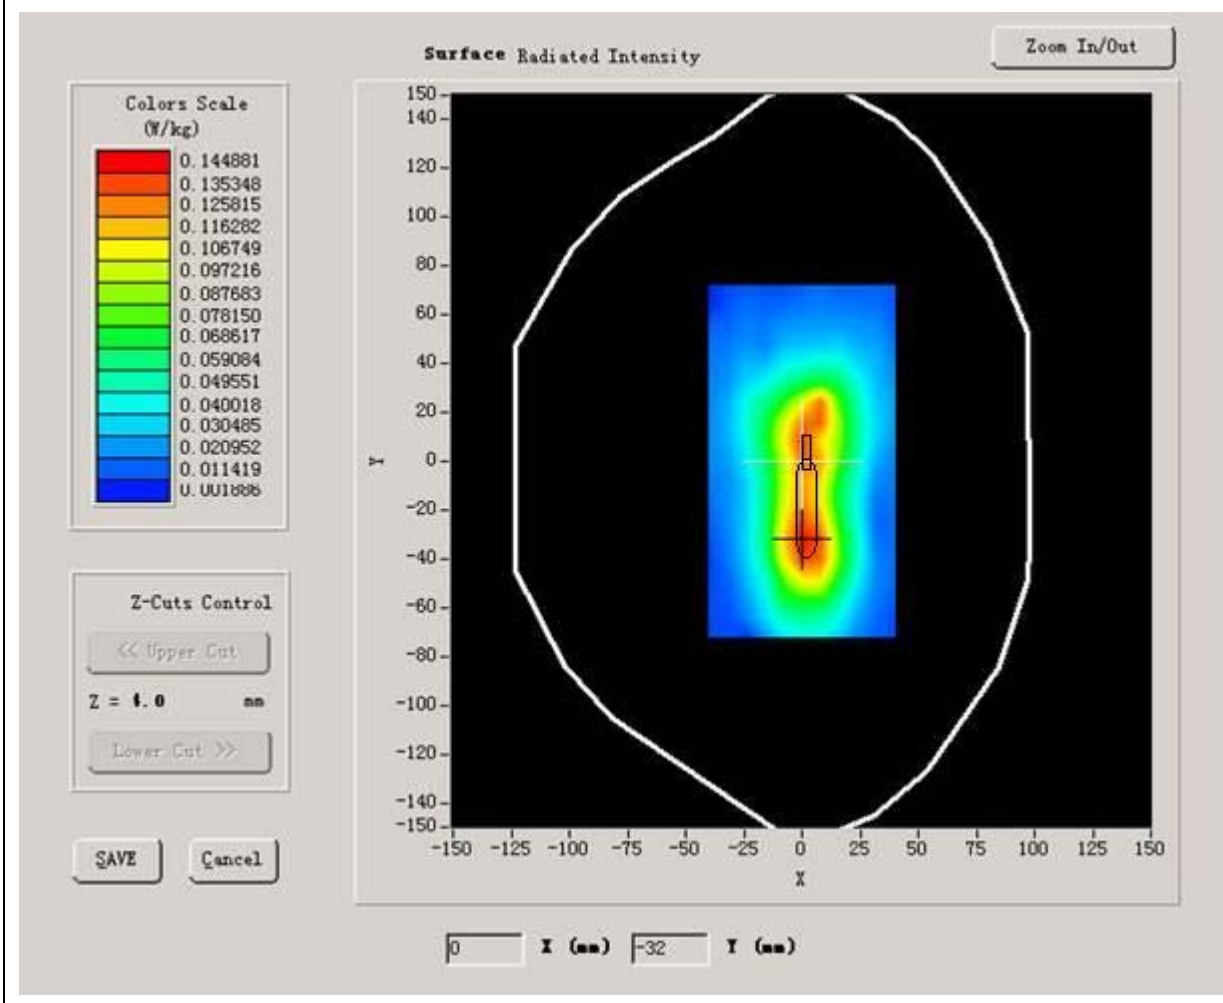 Surface Radiated Intensity
Zoom In/Out
Colors Scale
(W/kg)
0.144881
0.135348
0.125815
0.116282
0.106749
0.097216
0.087683
0.078150
0.068617
0.059084
0.049551
0.040018
0.030485
0.020952
0.011419
0.001886
150
140
120
100
80
60
40
20
0
-20
-40
-60
-80
-100
-120
-140
-150
Y
-150 -125 -100 -75 -50 -25 0 25 50 75 100 125 150
X
Z-Cuts Control
<< Upper Cut
Z = mm
Lower Cut >>
SAVE
Cancel
0 X (mm) -32 Y (mm)